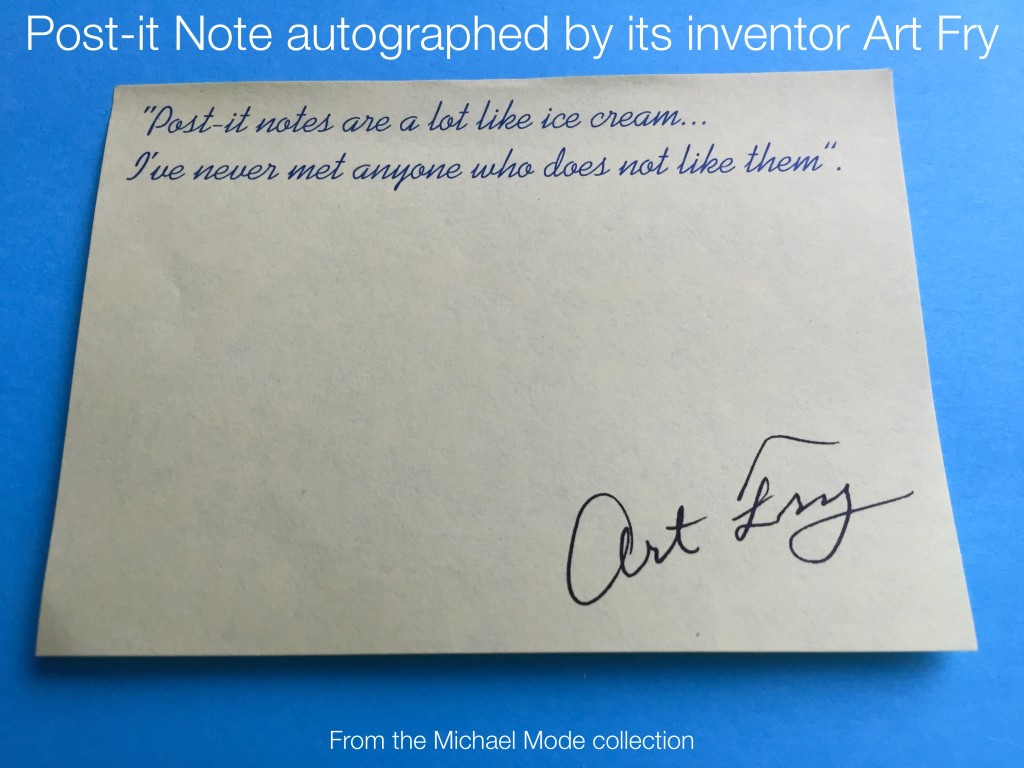 Post-it Note autographed by its inventor Art Fry
"Post-it notes are a lot like ice cream...
I've never met anyone who does not like them".
Art Fry
From the Michael Mode collection